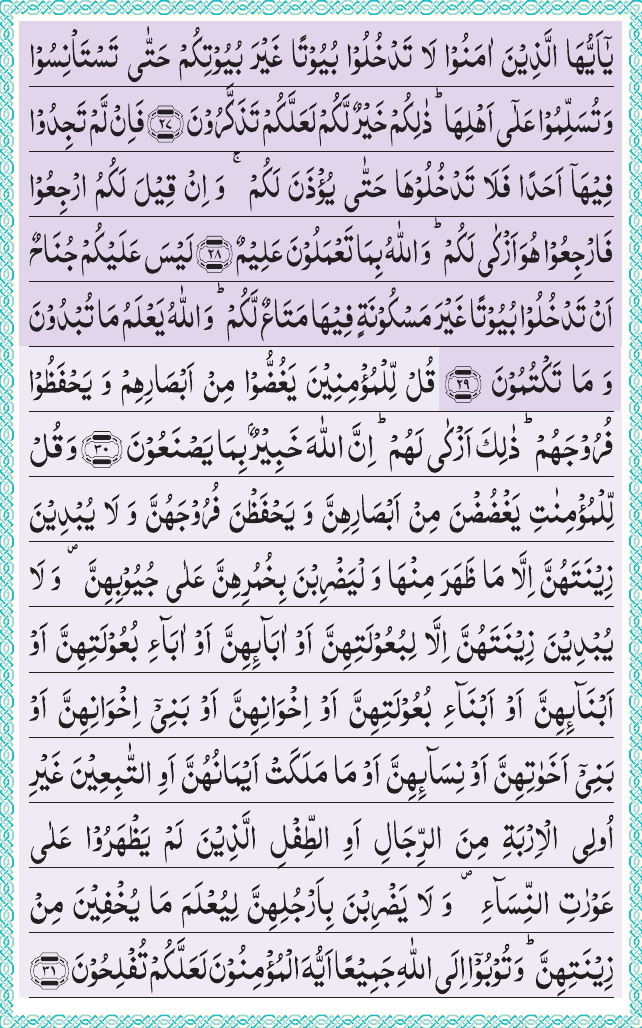 يٰۤاَيُّهَا الَّذِيْنَ اٰمَنُوْا لَا تَدْخُلُوْا بُيُوْتًا غَيْرَ بُيُوْتِكُمْ حَتّٰى تَسْتَاْنِسُوْا
وَتُسَلِّمُوْا عَلٰٓى اَهْلِهَا ؕ ذٰلِكُمْ خَيْرٌ لَّكُمْ لَعَلَّكُمْ تَذَكَّرُوْنَ ﴿۲۷﴾ فَاِنْ لَّمْ تَجِدُوْا
فِيْهَاۤ اَحَدًا فَلَا تَدْخُلُوْهَا حَتّٰى يُؤْذَنَ لَكُمْ ۚ وَ اِنْ قِيْلَ لَكُمُ ارْجِعُوْا
فَارْجِعُوْا هُوَ اَزْكٰى لَكُمْ ؕ وَاللّٰهُ بِمَا تَعْمَلُوْنَ عَلِيْمٌ ﴿۲۸﴾ لَيْسَ عَلَيْكُمْ جُنَاحٌ
اَنْ تَدْخُلُوْا بُيُوْتًا غَيْرَ مَسْكُوْنَةٍ فِيْهَا مَتَاعٌ لَّكُمْ ؕ وَاللّٰهُ يَعْلَمُ مَا تُبْدُوْنَ
وَ مَا تَكْتُمُوْنَ ﴿۲۹﴾ قُلْ لِّلْمُؤْمِنِيْنَ يَغُضُّوْا مِنْ اَبْصَارِهِمْ وَ يَحْفَظُوْا
فُرُوْجَهُمْ ؕ ذٰلِكَ اَزْكٰى لَهُمْ ؕ اِنَّ اللّٰهَ خَبِيْرٌۢ بِمَا يَصْنَعُوْنَ ﴿۳۰﴾ وَقُلْ
لِّلْمُؤْمِنٰتِ يَغْضُضْنَ مِنْ اَبْصَارِهِنَّ وَ يَحْفَظْنَ فُرُوْجَهُنَّ وَ لَا يُبْدِيْنَ
زِيْنَتَهُنَّ اِلَّا مَا ظَهَرَ مِنْهَا وَ لْيَضْرِبْنَ بِخُمُرِهِنَّ عَلٰى جُيُوْبِهِنَّ ۪ وَ لَا
يُبْدِيْنَ زِيْنَتَهُنَّ اِلَّا لِبُعُوْلَتِهِنَّ اَوْ اٰبَآئِهِنَّ اَوْ اٰبَآءِ بُعُوْلَتِهِنَّ اَوْ
اَبْنَآئِهِنَّ اَوْ اَبْنَآءِ بُعُوْلَتِهِنَّ اَوْ اِخْوَانِهِنَّ اَوْ بَنِيْۤ اِخْوَانِهِنَّ اَوْ
بَنِيْۤ اَخَوٰتِهِنَّ اَوْ نِسَآئِهِنَّ اَوْ مَا مَلَكَتْ اَيْمَانُهُنَّ اَوِ التّٰبِعِيْنَ غَيْرِ
اُولِى الْاِرْبَةِ مِنَ الرِّجَالِ اَوِ الطِّفْلِ الَّذِيْنَ لَمْ يَظْهَرُوْا عَلٰى
عَوْرٰتِ النِّسَآءِ ۪ وَ لَا يَضْرِبْنَ بِاَرْجُلِهِنَّ لِيُعْلَمَ مَا يُخْفِيْنَ مِنْ
زِيْنَتِهِنَّ ؕ وَتُوْبُوْۤا اِلَى اللّٰهِ جَمِيْعًا اَيُّهَ الْمُؤْمِنُوْنَ لَعَلَّكُمْ تُفْلِحُوْنَ ﴿۳۱﴾